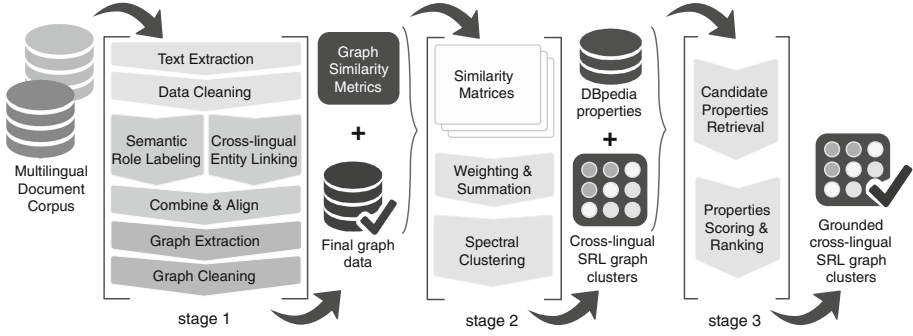 Multilingual
Document
Corpus
Text Extraction
Data Cleaning
Semantic
Role Labeling
Cross-lingual
Entity Linking
Combine & Align
Graph Extraction
Graph Cleaning
stage 1
Graph
Similarity
Metrics
+
Final graph
data
Similarity
Matrices
Weighting &
Summation
Spectral
Clustering
stage 2
DBpedia
properties
+
Cross-lingual
SRL graph
clusters
Candidate
Properties
Retrieval
Properties
Scoring &
Ranking
stage 3
Grounded
cross-lingual
SRL graph
clusters